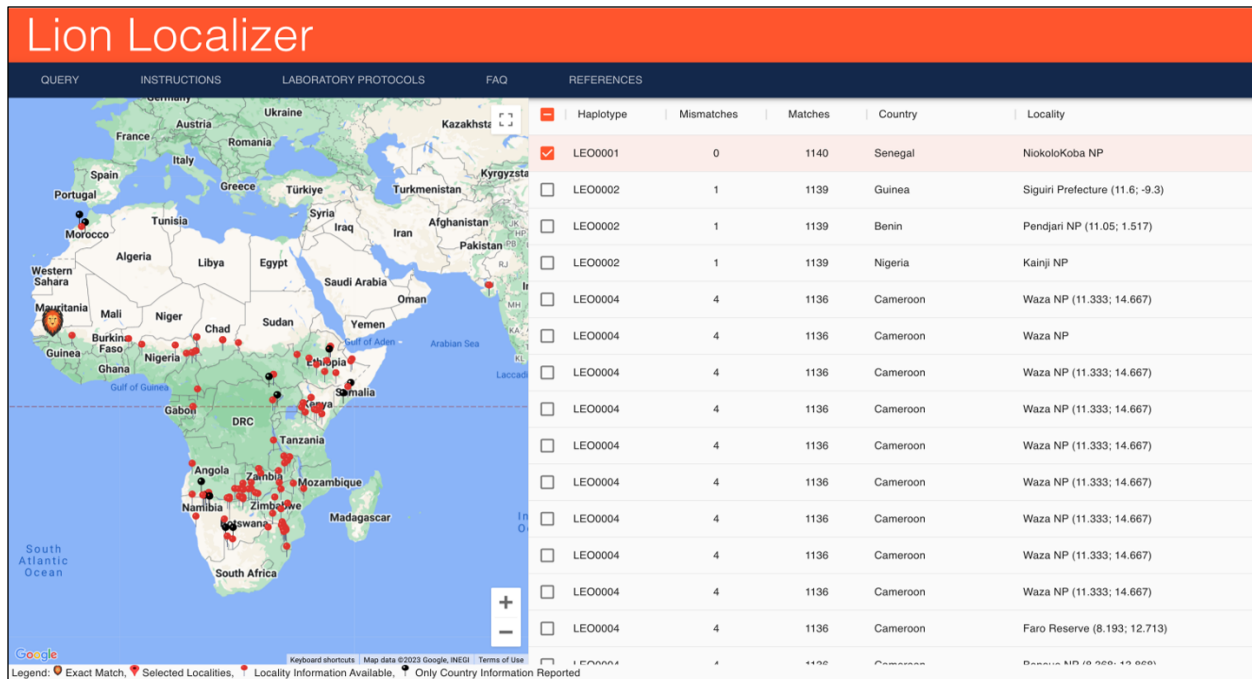 Lion Localizer
QUERY INSTRUCTIONS LABORATORY PROTOCOLS FAQ REFERENCES
Haplotype Mismatches Matches Country Locality
LEO0001 0 1140 Senegal NiokoloKoba NP
LEO0002 1 1139 Guinea Siguiri Prefecture (11.6; -9.3)
LEO0002 1 1139 Benin Pendjari NP (11.05; 1.517)
LEO0002 1 1139 Nigeria Kainji NP
LEO0004 4 1136 Cameroon Waza NP (11.333; 14.667)
LEO0004 4 1136 Cameroon Waza NP
LEO0004 4 1136 Cameroon Waza NP (11.333; 14.667)
LEO0004 4 1136 Cameroon Waza NP (11.333; 14.667)
LEO0004 4 1136 Cameroon Waza NP (11.333; 14.667)
LEO0004 4 1136 Cameroon Waza NP (11.333; 14.667)
LEO0004 4 1136 Cameroon Waza NP (11.333; 14.667)
LEO0004 4 1136 Cameroon Waza NP (11.333; 14.667)
LEO0004 4 1136 Cameroon Waza NP (11.333; 14.667)
LEO0004 4 1136 Cameroon Faro Reserve (8.193; 12.713)
Germany
Ukraine
Austria
Kazakhsta
France
Romania
Italy
Kyrgyzsta
Spain
Greece
Türkiye
Turkmenistan
Portugal
Syria
Tunisia
Afghanistan
Iraq
Iran
JK
HP
Morocco
Pakistan
PB
Algeria
Libya
Egypt
RJ
Western
Sahara
Saudi Arabia
Oman
MH
Mauritania
Mali
Niger
Sudan
Chad
Yemen
KA
Burkina
Faso
Gulf of Aden
Arabian Sea
Guinea
Nigeria
Ethiopia
KL
Ghana
Laccadi
Gulf of Guinea
Somalia
Gabon
Kenya
DRC
Tanzania
Angola
Zambia
Mozambique
Namibia
Zimbabwe
Botswana
Madagascar
South
Atlantic
Ocean
South Africa
+
−
Google
Keyboard shortcuts Map data ©2023 Google, INEGI Terms of Use
Legend: Exact Match, Selected Localities, Locality Information Available, Only Country Information Reported